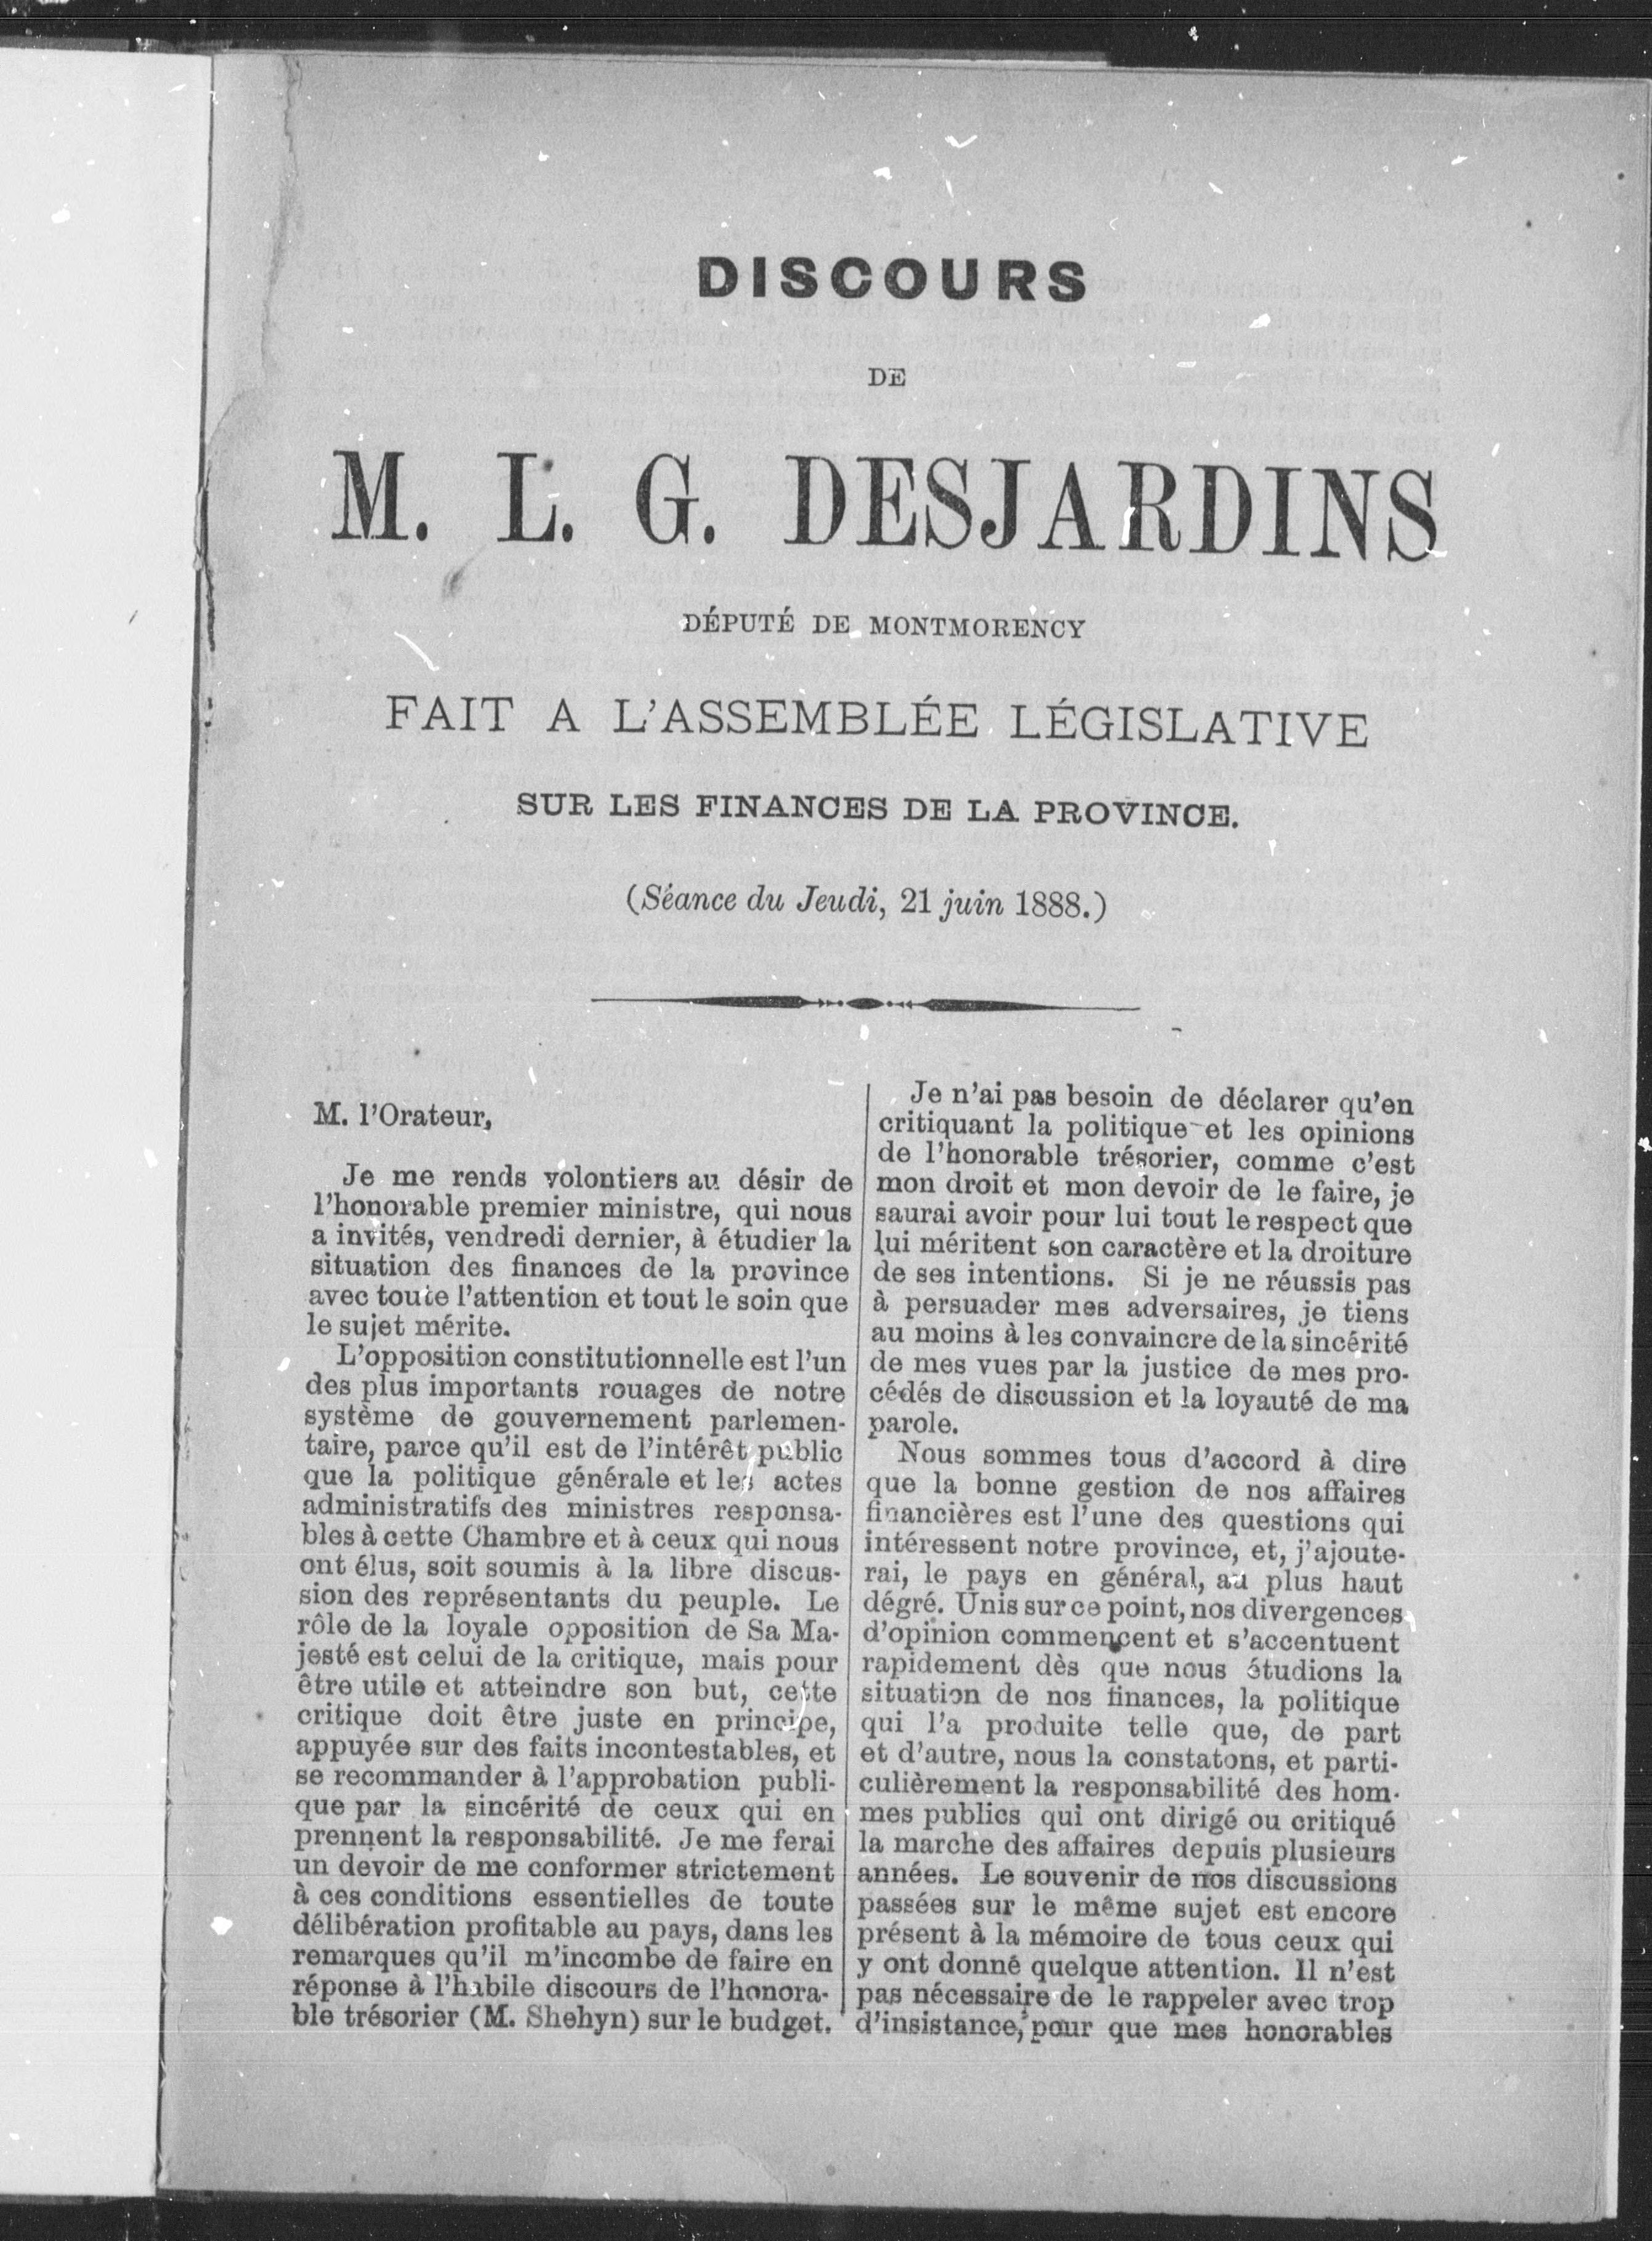 DISCOURS
DE
M. L. G. DESJARDINS
DÉPUTÉ DE MONTMORENCY
FAIT A L'ASSEMBLÉE LÉGISLATIVE
SUR LES FINANCES DE LA PROVINCE.
(Séance du Jeudi, 21 juin 1888.)
M. l'Orateur,
Je me rends volontiers au désir de
l'honorable premier ministre, qui nous
a invités, vendredi dernier, à étudier la
situation des finances de la province
avec toute l'attention et tout le soin que
le sujet mérite.
L'opposition constitutionnelle est l'un
des plus importants rouages de notre
système de gouvernement parlemen-
taire, parce qu'il est de l'intérêt public
que la politique générale et les actes
administratifs des ministres responsa-
bles à cette Chambre et à ceux qui nous
ont élus, soit soumis à la libre discus-
sion des représentants du peuple. Le
rôle de la loyale opposition de Sa Ma-
jesté est celui de la critique, mais pour
être utile et atteindre son but, cette
critique doit être juste en principe,
appuyée sur des faits incontestables, et
se recommander à l'approbation publi-
que par la sincérité de ceux qui en
prennent la responsabilité. Je me ferai
un devoir de me conformer strictement
à ces conditions essentielles de toute
délibération profitable au pays, dans les
remarques qu'il m'incombe de faire en
réponse à l'habile discours de l'honora-
ble trésorier (M. Shehyn) sur le budget.
Je n'ai pas besoin de déclarer qu'en
critiquant la politique et les opinions
de l'honorable trésorier, comme c'est
mon droit et mon devoir de le faire, je
saurai avoir pour lui tout le respect que
lui méritent son caractère et la droiture
de ses intentions. Si je ne réussis pas
à persuader mes adversaires, je tiens
au moins à les convaincre de la sincérité
de mes vues par la justice de mes pro-
cédés de discussion et la loyauté de ma
parole.
Nous sommes tous d'accord à dire
que la bonne gestion de nos affaires
financières est l'une des questions qui
intéressent notre province, et, j'ajoute-
rai, le pays en général, au plus haut
dégré. Unis sur ce point, nos divergences
d'opinion commencent et s'accentuent
rapidement dès que nous étudions la
situation de nos finances, la politique
qui l'a produite telle que, de part
et d'autre, nous la constatons, et parti-
culièrement la responsabilité des hom-
mes publics qui ont dirigé ou critiqué
la marche des affaires depuis plusieurs
années. Le souvenir de nos discussions
passées sur le même sujet est encore
présent à la mémoire de tous ceux qui
y ont donné quelque attention. Il n'est
pas nécessaire de le rappeler avec trop
d'insistance, pour que mes honorables